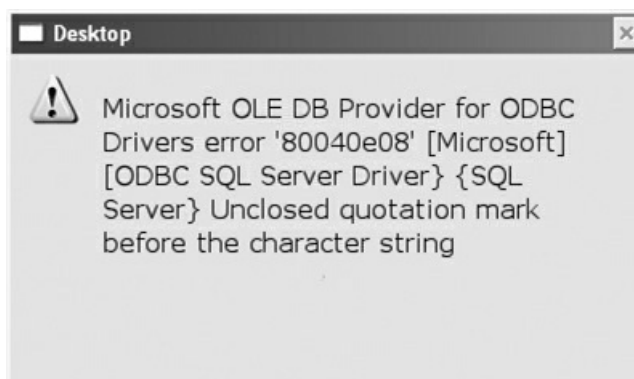 Desktop
Microsoft OLE DB Provider for ODBC
Drivers error '80040e08' [Microsoft]
[ODBC SQL Server Driver} {SQL
Server} Unclosed quotation mark
before the character string